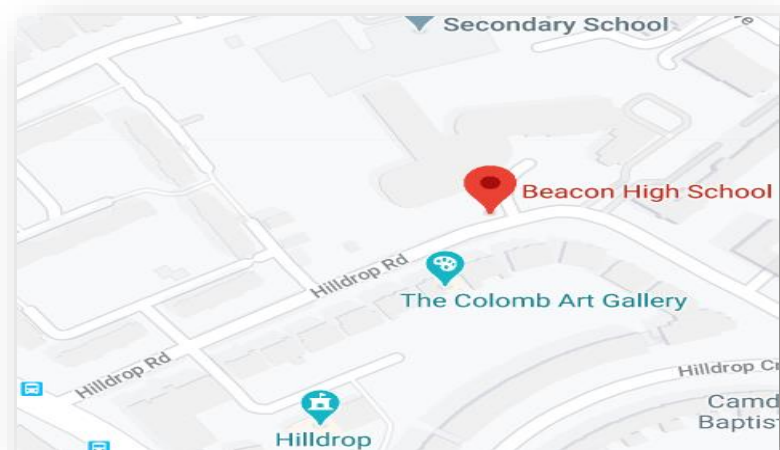 Secondary School
Beacon High School
Hilldrop Rd
The Colomb Art Gallery
Hilldrop Rd
Hilldrop Cr
Camd
Baptis
Hilldrop